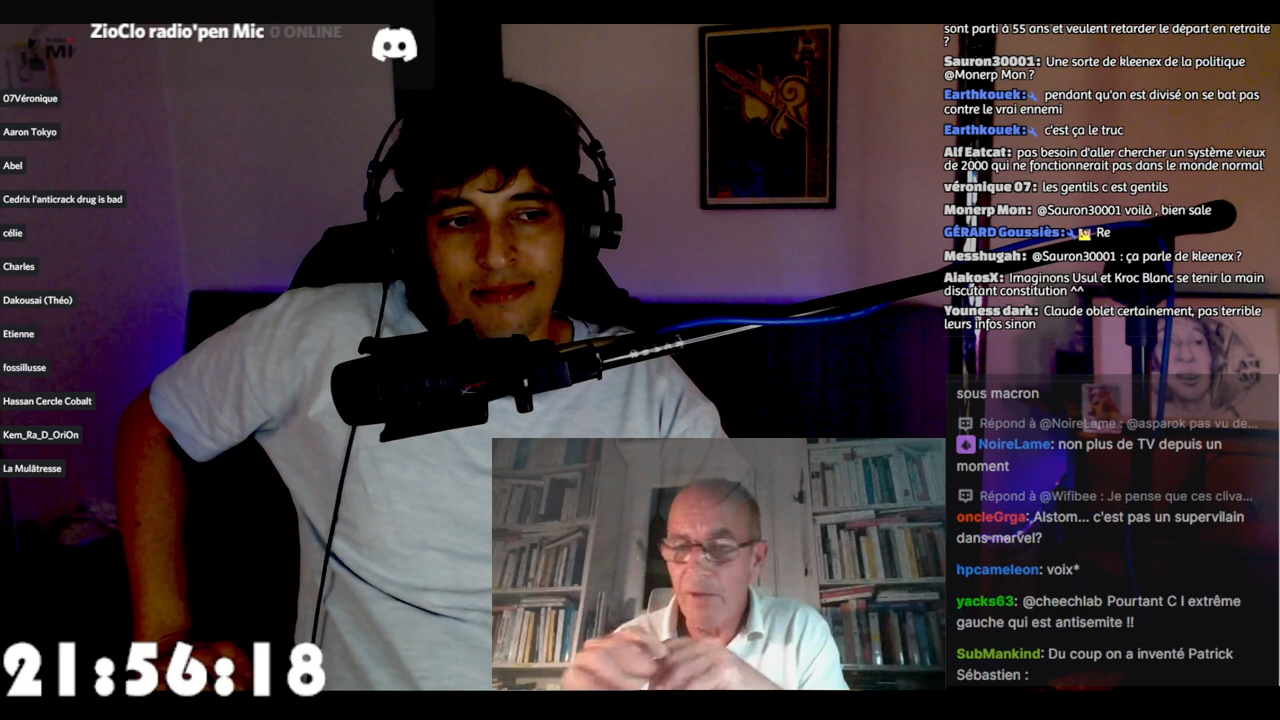 ZioClo radio'pen Mic 0 ONLINE
MI
07Véronique
Aaron Tokyo
Abel
Cedrix l'anticrack drug is bad
célie
Charles
Dakousai (Théo)
Etienne
fossillusse
Hassan Cercle Cobalt
Kem_Ra_D_OriOn
La Mulâtresse
21:56:18
sont parti à 55 ans et veulent retarder le départ en retraite
?
Sauron30001: Une sorte de kleenex de la politique
@Monerp Mon ?
Earthkouek: pendant qu'on est divisé on se bat pas
contre le vrai ennemi
Earthkouek: c'est ça le truc
Alf Eatcat: pas besoin d'aller chercher un système vieux
de 2000 qui ne fonctionnerait pas dans le monde normal
véronique 07: les gentils c est gentils
Monerp Mon: @Sauron30001 voilà , bien sale
GÉRARD Goussiès: Re
Messhugah: @Sauron30001 : ça parle de kleenex ?
AiakosX: Imaginons Usul et Kroc Blanc se tenir la main
discutant constitution ^^
Youness dark: Claude oblet certainement, pas terrible
leurs infos sinon
sous macron
Répond à @NoireLame : @asparok pas vu de...
NoireLame: non plus de TV depuis un
moment
Répond à @Wifibee : Je pense que ces cliva...
oncleGrga: Alstom... c'est pas un supervilain
dans mervel?
hpcameleon: voix*
yacks63: @cheechlab Pourtant C l extrême
gauche qui est antisemite !!
SubMankind: Du coup on a inventé Patrick
Sébastien :